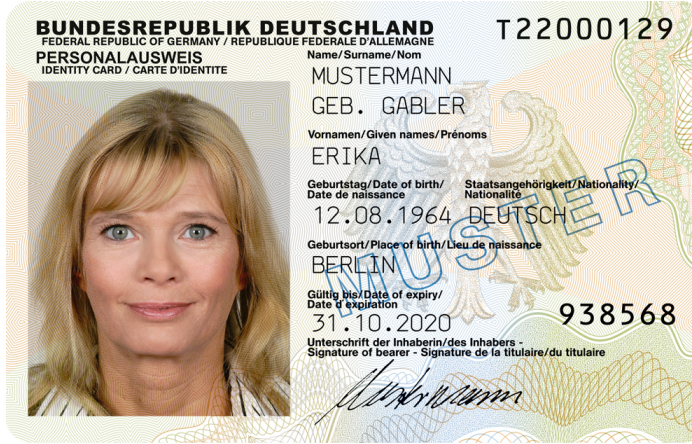 BUNDESREPUBLIK DEUTSCHLAND
FEDERAL REPUBLIC OF GERMANY / REPUBLIQUE FEDERALE D'ALLEMAGNE
PERSONALAUSWEIS
IDENTITY CARD / CARTE D'IDENTITE
T22000129
Name/Surname/Nom
MUSTERMANN
GEB. GABLER
Vornamen/Given names/Prénoms
ERIKA
Geburtstag/Date of birth/
Date de naissance
Staatsangehörigkeit/Nationality/
Nationalité
12.08.1964 DEUTSCH
Geburtsort/Place of birth/Lieu de naissance
BERLIN
MUSTER
Gültig bis/Date of expiry/
Date d'expiration
31.10.2020
938568
Unterschrift der Inhaberin/des Inhabers -
Signature of bearer - Signature de la titulaire/du titulaire
Mustermann